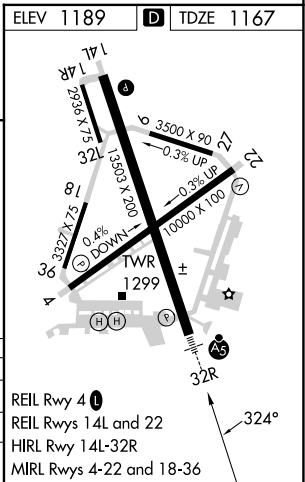 ELEV 1189
D
TDZE 1167
14L
14R
2936 X 75
32L
P
9
3500 X 90
27
0.3% UP
22
13503 X 200
0.3% UP
10000 X 100
V
18
3327 X 75
36
0.4%
DOWN
P
4
TWR
1299
±
H H
P
A5
32R
324°
REIL Rwy 4 L
REIL Rwys 14L and 22
HIRL Rwy 14L-32R
MIRL Rwys 4-22 and 18-36